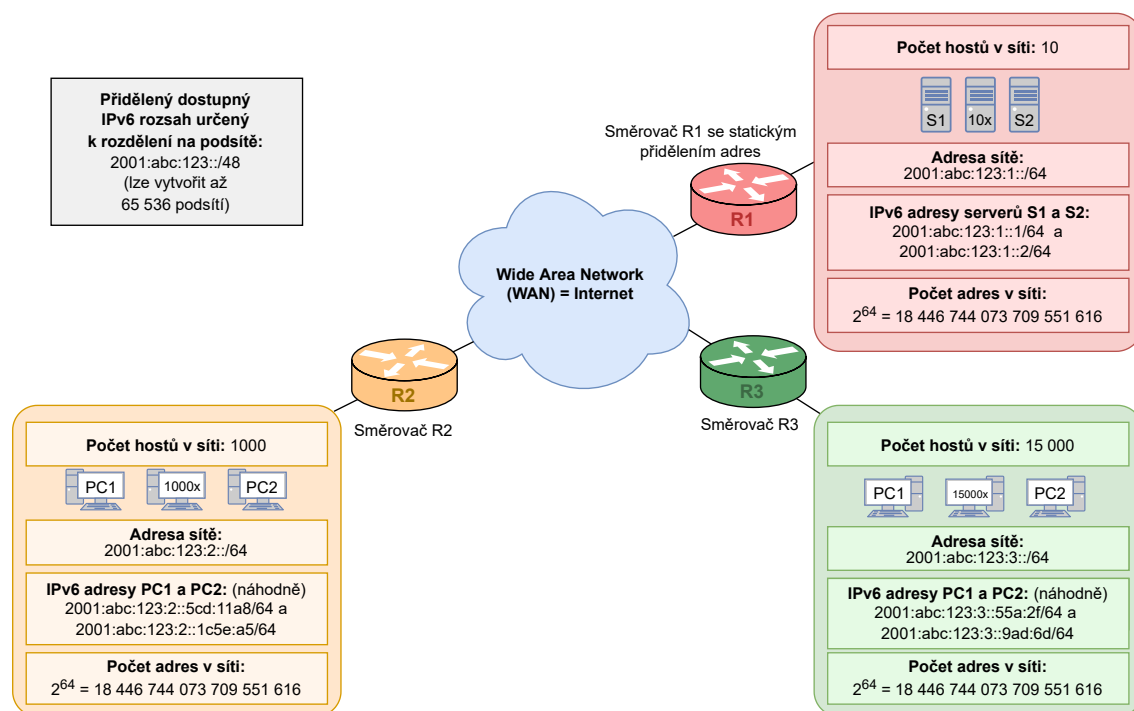 Přidělený dostupný
IPv6 rozsah určený
k rozdělení na podsítě:
2001:abc:123::/48
(lze vytvořit až
65 536 podsítí)
Směrovač R1 se statickým
přidělením adres
R1
Wide Area Network
(WAN) = Internet
R2
Směrovač R2
R3
Směrovač R3
Počet hostů v síti: 10
S1
10x
S2
Adresa sítě:
2001:abc:123:1::/64
IPv6 adresy serverů S1 a S2:
2001:abc:123:1::1/64 a
2001:abc:123:1::2/64
Počet adres v síti:
2^64 = 18 446 744 073 709 551 616
Počet hostů v síti: 1000
PC1
1000x
PC2
Adresa sítě:
2001:abc:123:2::/64
IPv6 adresy PC1 a PC2: (náhodně)
2001:abc:123:2::5cd:11a8/64 a
2001:abc:123:2::1c5e:a5/64
Počet adres v síti:
2^64 = 18 446 744 073 709 551 616
Počet hostů v síti: 15 000
PC1
15000x
PC2
Adresa sítě:
2001:abc:123:3::/64
IPv6 adresy PC1 a PC2: (náhodně)
2001:abc:123:3::55a:2f/64 a
2001:abc:123:3::9ad:6d/64
Počet adres v síti:
2^64 = 18 446 744 073 709 551 616